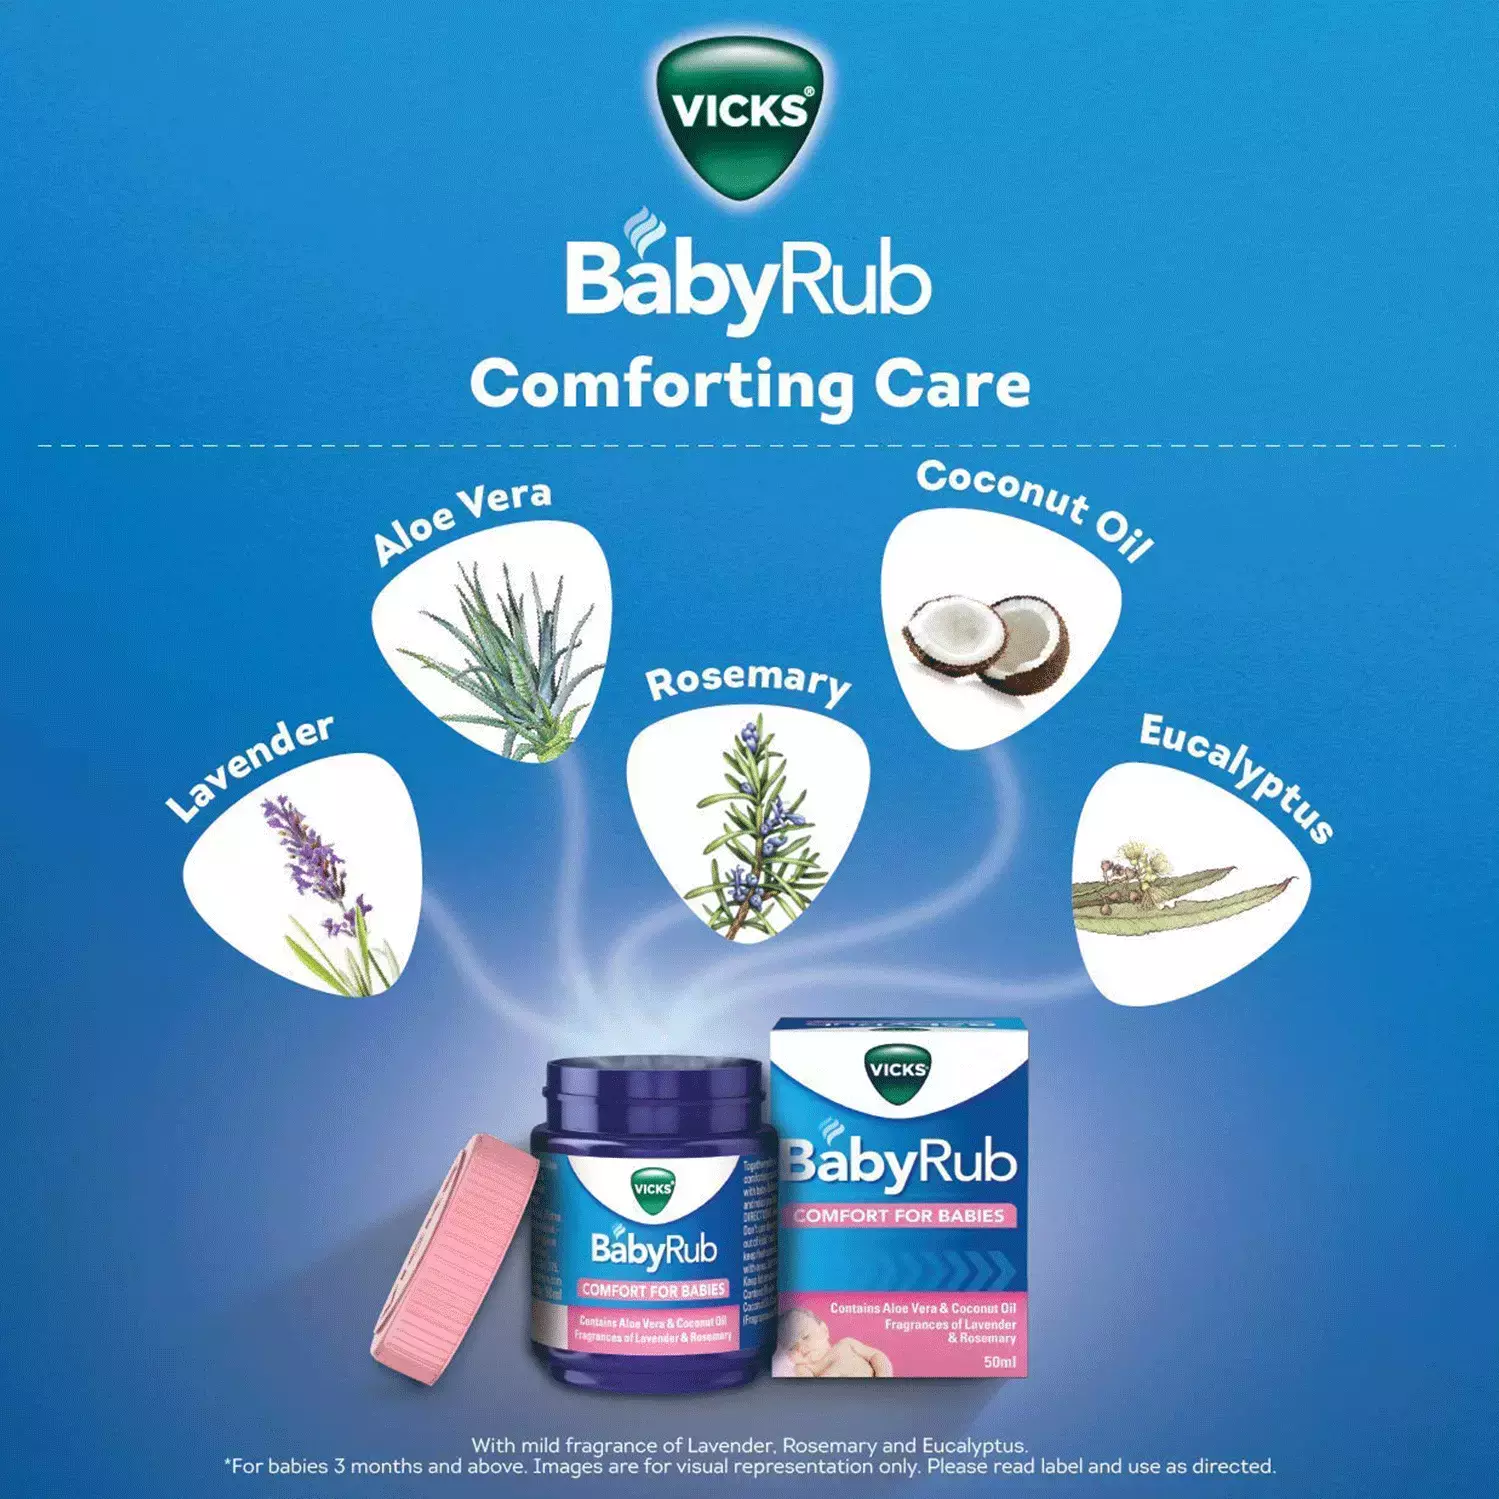 VICKS®
BabyRub
Comforting Care
Aloe Vera
Coconut Oil
Rosemary
Lavender
Eucalyptus
VICKS
BabyRub
COMFORT FOR BABIES
Contains Aloe Vera & Coconut Oil
Fragrances of Lavender
& Rosemary
50ml
VICKS
BabyRub
COMFORT FOR BABIES
Contains Aloe Vera & Coconut Oil
Fragrances of Lavender & Rosemary
With mild fragrance of Lavender, Rosemary and Eucalyptus.
*For babies 3 months and above. Images are for visual representation only. Please read label and use as directed.